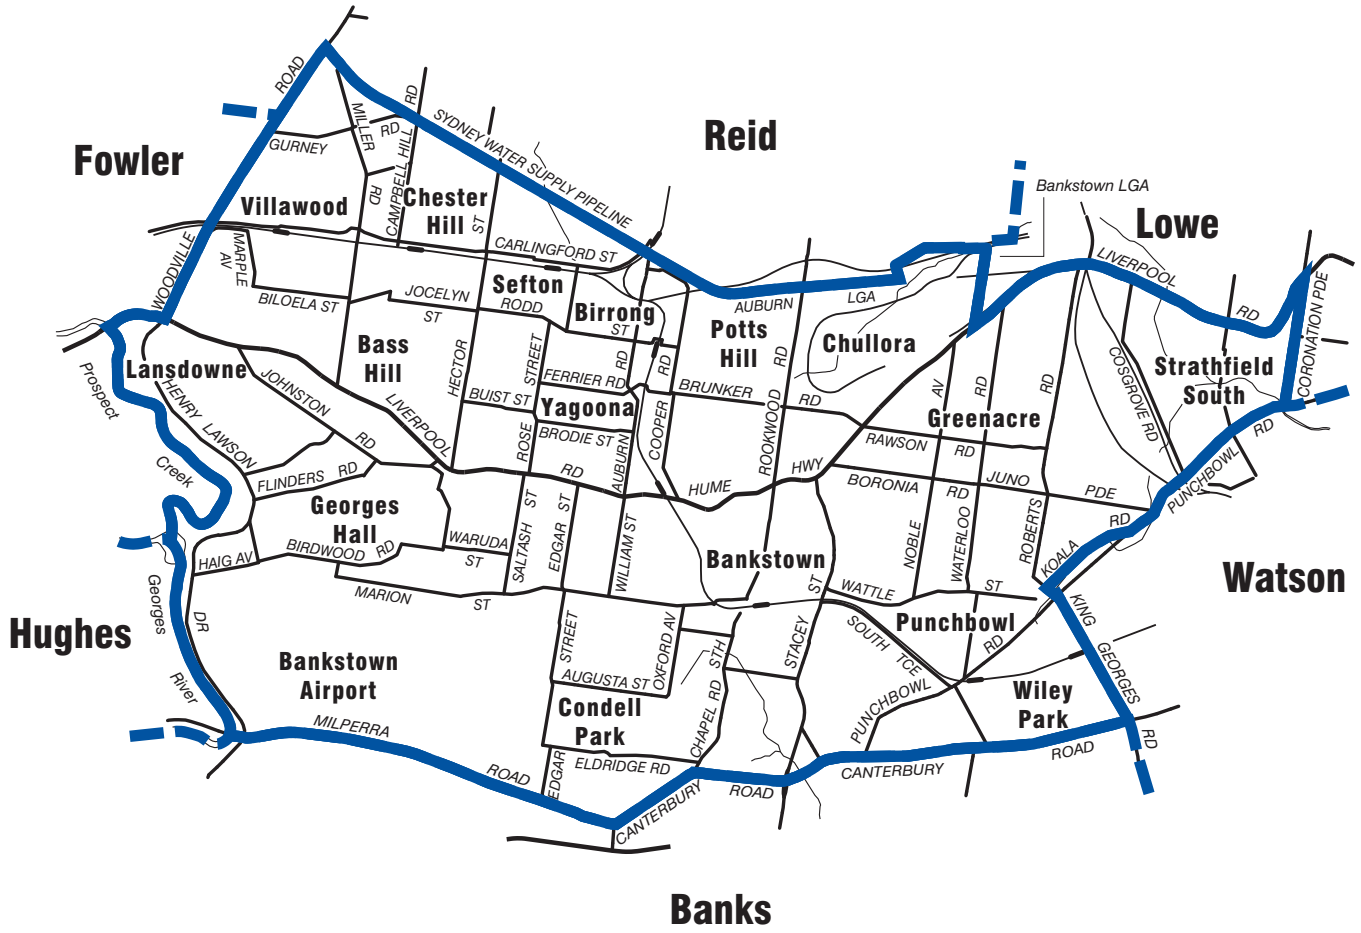 Reid
Fowler
Lowe
Watson
Hughes
Banks
ROAD
WOODVILLE
GURNEY
RD
MILLER
RD
CAMPBELL HILL
RD
SYDNEY WATER SUPPLY PIPELINE
Bankstown LGA
Villawood
Chester
Hill
ST
CARLINGFORD ST
MARPLE
AV
BILOELA ST
JOCELYN
ST
RODD
ST
Sefton
Birrong
AUBURN
LGA
LIVERPOOL
RD
CORONATION PDE
Potts
Hill
Chullora
Strathfield
South
Bass
Hill
Lansdowne
Prospect
Creek
HENRY LAWSON
DR
JOHNSTON
RD
LIVERPOOL
RD
HECTOR
STREET
ROSE
FERRIER RD
BUIST ST
Yagoona
BRODIE ST
RD
AUBURN
RD
COOPER
BRUNKER
RD
RD
ROOKWOOD
Greenacre
AV
NOBLE
RD
WATERLOO
RD
ROBERTS
COSGROVE RD
RAWSON
RD
HUME
HWY
BORONIA
RD
JUNO
PDE
PUNCHBOWL
RD
KOALA
RD
FLINDERS RD
Georges
Hall
HAIG AV
BIRDWOOD RD
WARUDA
ST
SALTASH ST
EDGAR ST
WILLIAM ST
MARION
ST
Bankstown
WATTLE
ST
Punchbowl
Georges
River
Bankstown
Airport
STREET
EDGAR
OXFORD AV
AUGUSTA ST
Condell
Park
ELDRIDGE RD
CHAPEL RD STH
STACEY
ST
SOUTH TCE
PUNCHBOWL
RD
Wiley
Park
KING GEORGES
RD
MILPERRA
ROAD
CANTERBURY
ROAD
CANTERBURY
ROAD